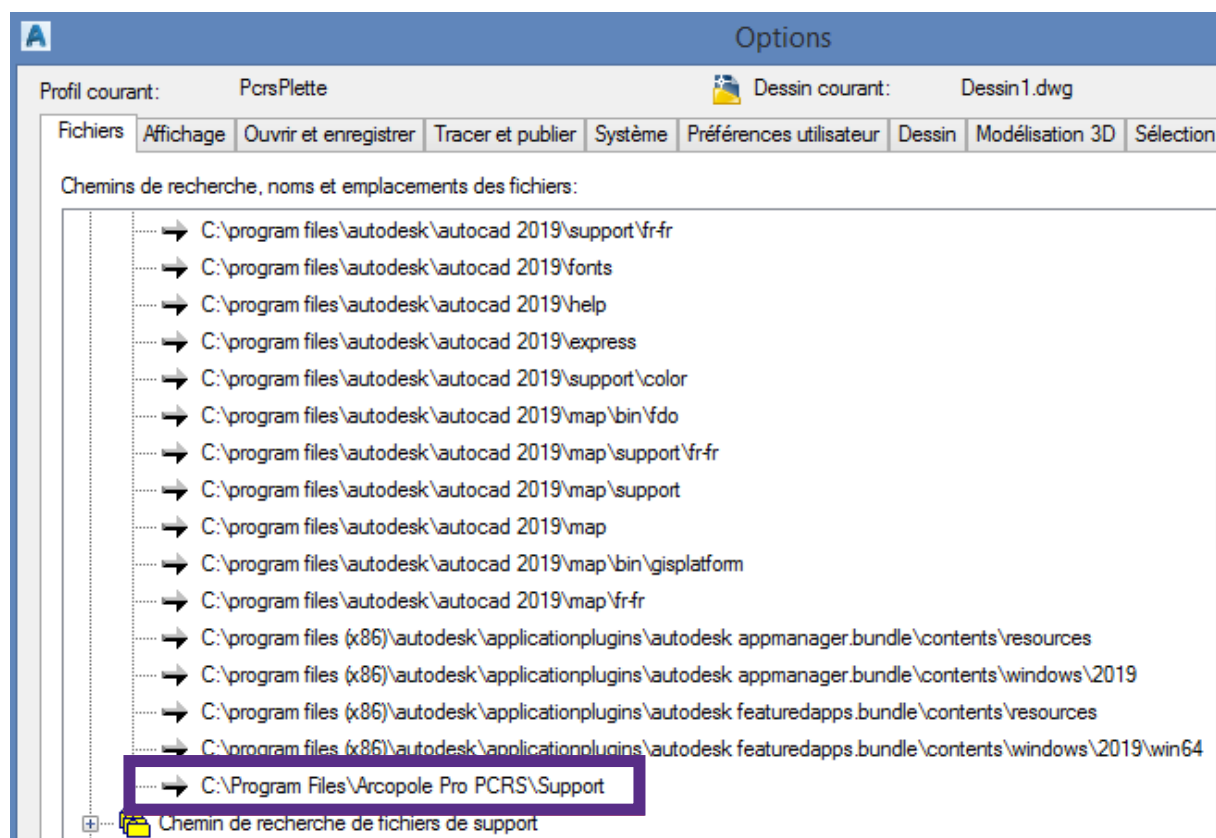 Options
Profil courant: PcrsPlette Dessin courant: Dessin1.dwg
Fichiers Affichage Ouvrir et enregistrer Tracer et publier Système Préférences utilisateur Dessin Modélisation 3D Sélection
Chemins de recherche, noms et emplacements des fichiers:
C:\program files\autodesk\autocad 2019\support\fr-fr
C:\program files\autodesk\autocad 2019\fonts
C:\program files\autodesk\autocad 2019\help
C:\program files\autodesk\autocad 2019\express
C:\program files\autodesk\autocad 2019\support\color
C:\program files\autodesk\autocad 2019\map\bin\fdo
C:\program files\autodesk\autocad 2019\map\support\fr-fr
C:\program files\autodesk\autocad 2019\map\support
C:\program files\autodesk\autocad 2019\map
C:\program files\autodesk\autocad 2019\map\bin\gisplatform
C:\program files\autodesk\autocad 2019\map\fr-fr
C:\program files (x86)\autodesk\applicationplugins\autodesk appmanager.bundle\contents\resources
C:\program files (x86)\autodesk\applicationplugins\autodesk appmanager.bundle\contents\windows\2019
C:\program files (x86)\autodesk\applicationplugins\autodesk featuredapps.bundle\contents\resources
C:\program files (x86)\autodesk\applicationplugins\autodesk featuredapps.bundle\contents\windows\2019\win64
C:\Program Files\Arcopole Pro PCRS\Support
Chemin de recherche de fichiers de support